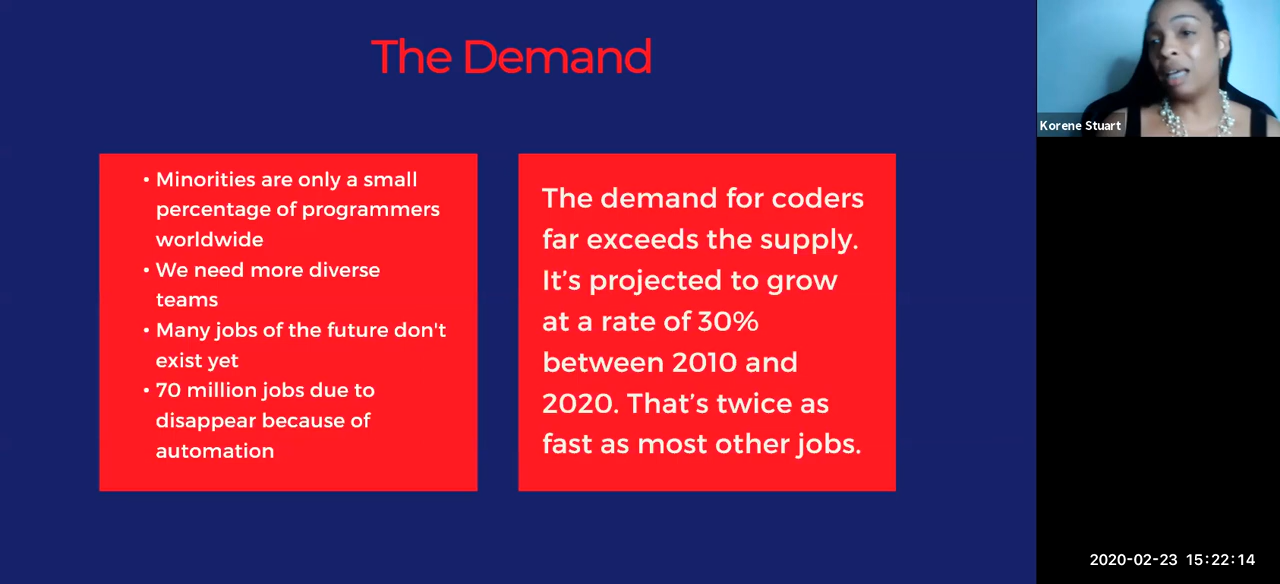 The Demand
• Minorities are only a small
percentage of programmers
worldwide
• We need more diverse
teams
• Many jobs of the future don't
exist yet
• 70 million jobs due to
disappear because of
automation
The demand for coders
far exceeds the supply.
It’s projected to grow
at a rate of 30%
between 2010 and
2020. That’s twice as
fast as most other jobs.
Korene Stuart
2020-02-23 15:22:14